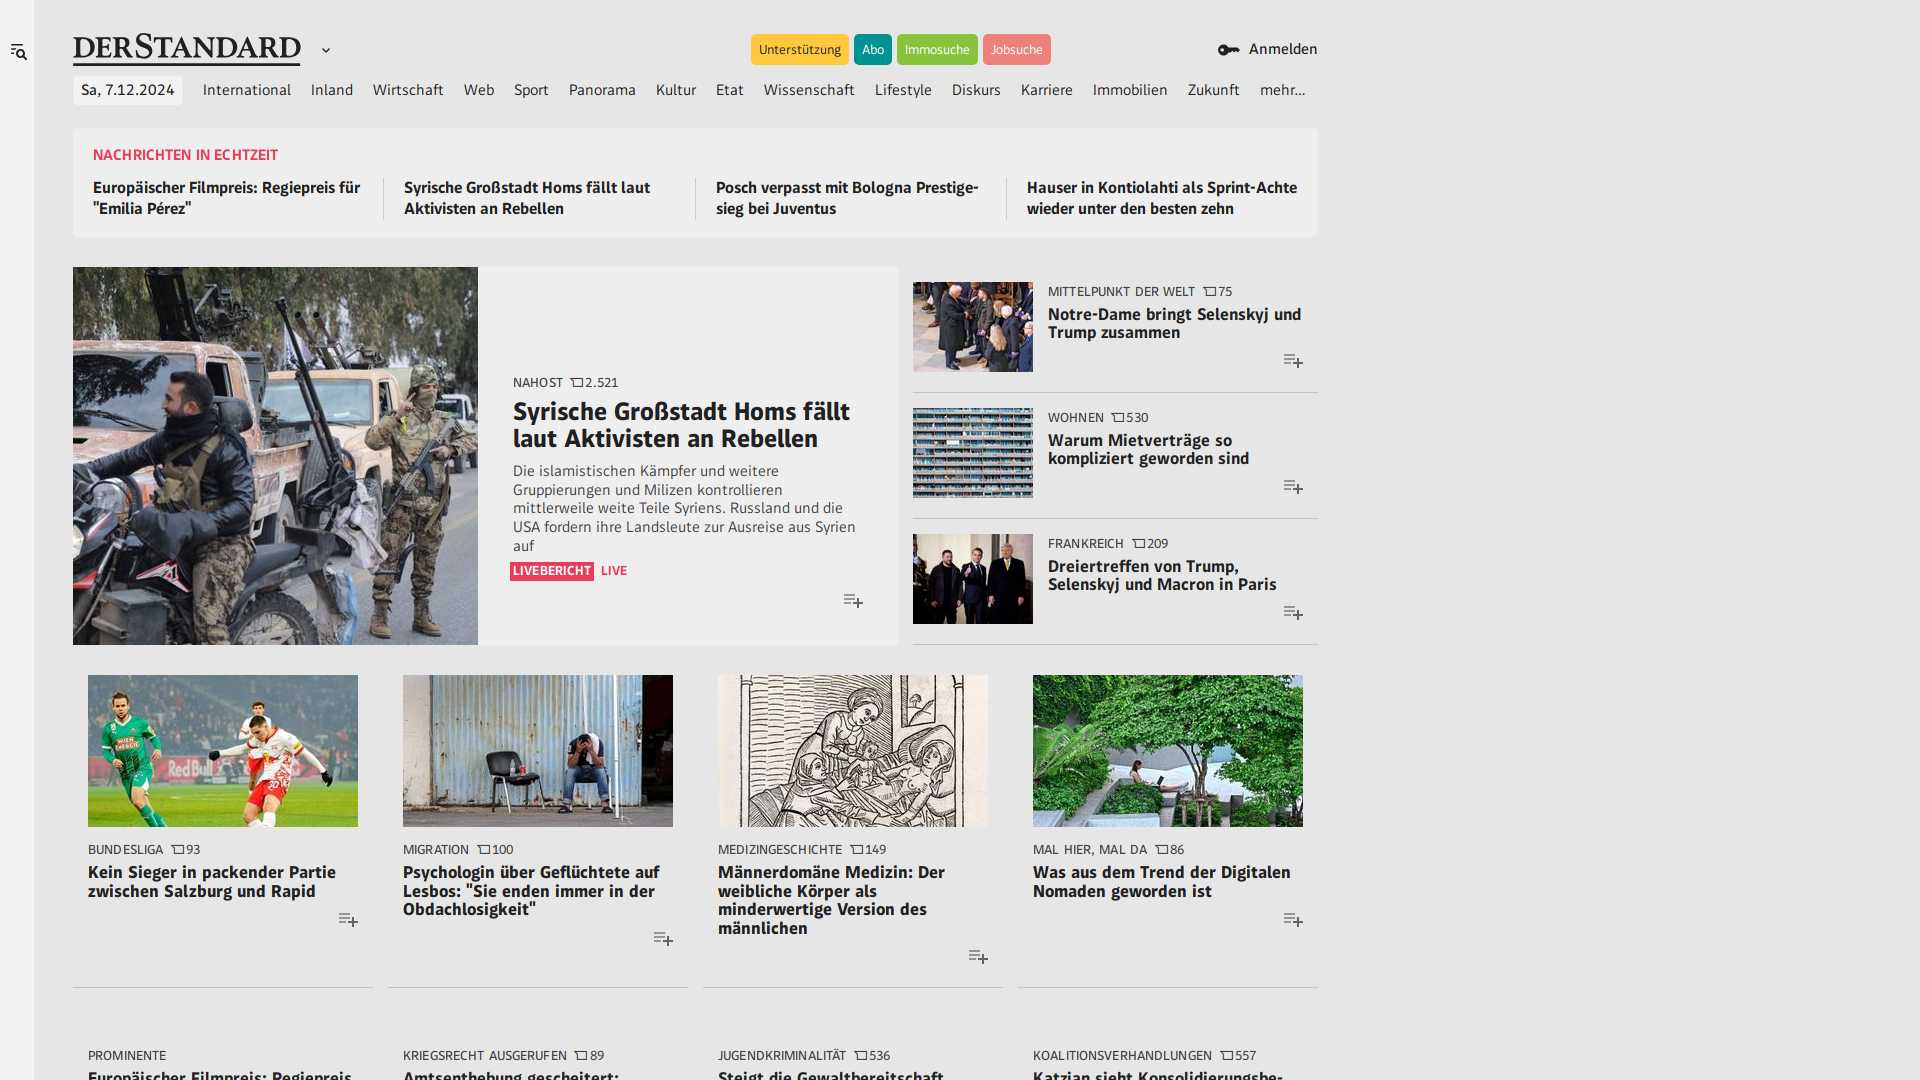 DERSTANDARD
Unterstützung
Abo
Immosuche
Jobsuche
Anmelden
Sa, 7.12.2024
International
Inland
Wirtschaft
Web
Sport
Panorama
Kultur
Etat
Wissenschaft
Lifestyle
Diskurs
Karriere
Immobilien
Zukunft
mehr...
NACHRICHTEN IN ECHTZEIT
Europäischer Filmpreis: Regiepreis für
"Emilia Pérez"
Syrische Großstadt Homs fällt laut
Aktivisten an Rebellen
Posch verpasst mit Bologna Prestige-
sieg bei Juventus
Hauser in Kontiolahti als Sprint-Achte
wieder unter den besten zehn
NAHOST 2.521
Syrische Großstadt Homs fällt
laut Aktivisten an Rebellen
Die islamistischen Kämpfer und weitere
Gruppierungen und Milizen kontrollieren
mittlerweile weite Teile Syriens. Russland und die
USA fordern ihre Landsleute zur Ausreise aus Syrien
auf
LIVEBERICHT LIVE
MITTELPUNKT DER WELT 75
Notre-Dame bringt Selenskyj und
Trump zusammen
WOHNEN 530
Warum Mietverträge so
kompliziert geworden sind
FRANKREICH 209
Dreiertreffen von Trump,
Selenskyj und Macron in Paris
WIEN
ENERGIE
Red Bull
20
BUNDESLIGA 93
Kein Sieger in packender Partie
zwischen Salzburg und Rapid
MIGRATION 100
Psychologin über Geflüchtete auf
Lesbos: "Sie enden immer in der
Obdachlosigkeit"
MEDIZINGESCHICHTE 149
Männerdomäne Medizin: Der
weibliche Körper als
minderwertige Version des
männlichen
MAL HIER, MAL DA 86
Was aus dem Trend der Digitalen
Nomaden geworden ist
PROMINENTE
Europäischer Filmpreis: Regiepreis
KRIEGSRECHT AUSGERUFEN 89
Amtsenthebung gescheitert:
JUGENDKRIMINALITÄT 536
Steigt die Gewaltbereitschaft
KOALITIONSVERHANDLUNGEN 557
Katzian sieht Konsolidierungsbe-